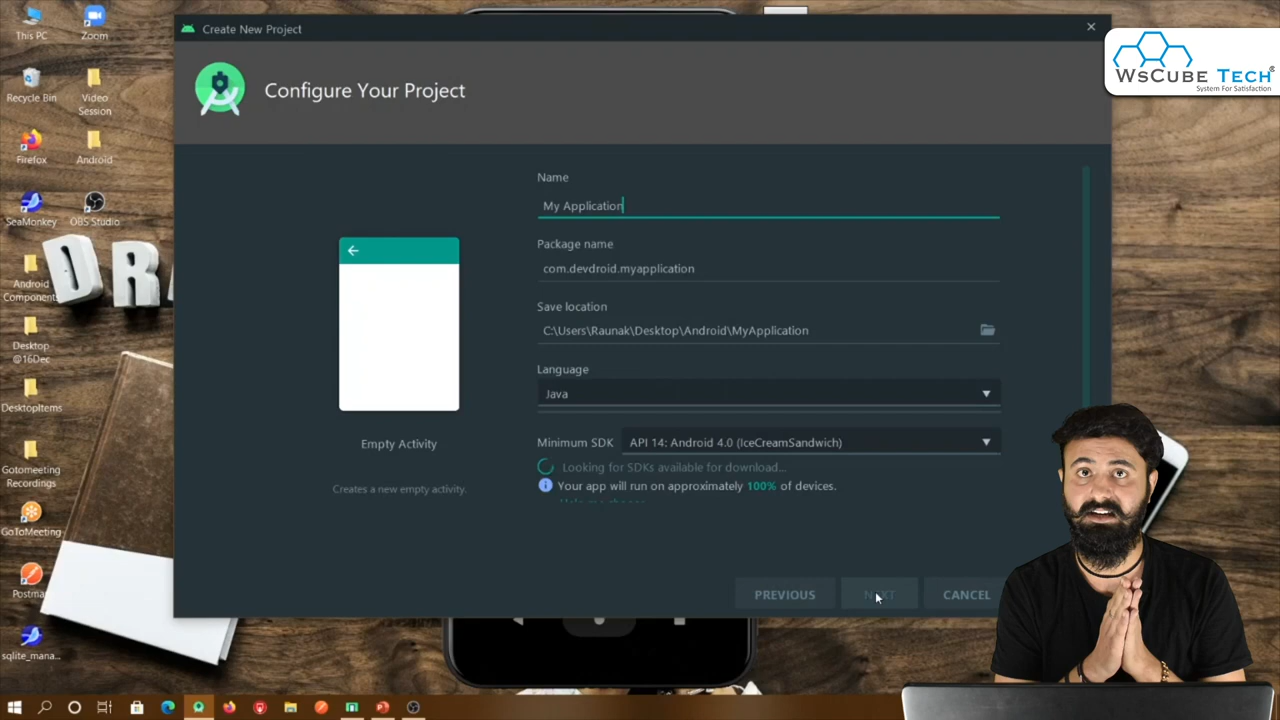 This PC
Zoom
Recycle Bin
Video
Session
Firefox
Android
SeaMonkey
OBS Studio
Android
Components
Desktop
@16Dec
DesktopItems
Gotomeeting
Recordings
GoToMeeting
Postma
sqlite_mana...
Create New Project
Configure Your Project
Name
My Application
Package name
com.devdroid.myapplication
Save location
C:\Users\Raunak\Desktop\Android\MyApplication
Language
Java
Minimum SDK
API 14: Android 4.0 (IceCreamSandwich)
Looking for SDKs available for download...
Your app will run on approximately 100% of devices.
Empty Activity
Creates a new empty activity.
PREVIOUS
NEXT
CANCEL
WsCube Tech®
System For Satisfaction
DR